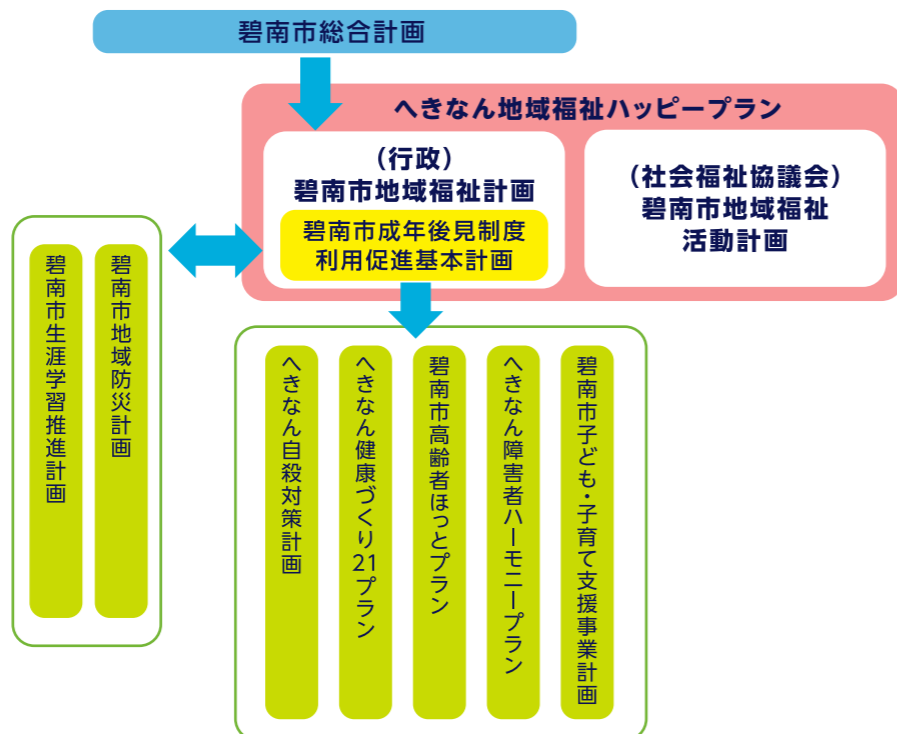 碧南市総合計画
へきなん地域福祉ハッピープラン
（行政）
碧南市地域福祉計画
碧南市成年後見制度
利用促進基本計画
（社会福祉協議会）
碧南市地域福祉
活動計画
碧南市地域防災計画
碧南市生涯学習推進計画
碧南市子ども・子育て支援事業計画
へきなん障害者ハーモニープラン
碧南市高齢者ほっとプラン
へきなん健康づくり21プラン
へきなん自殺対策計画